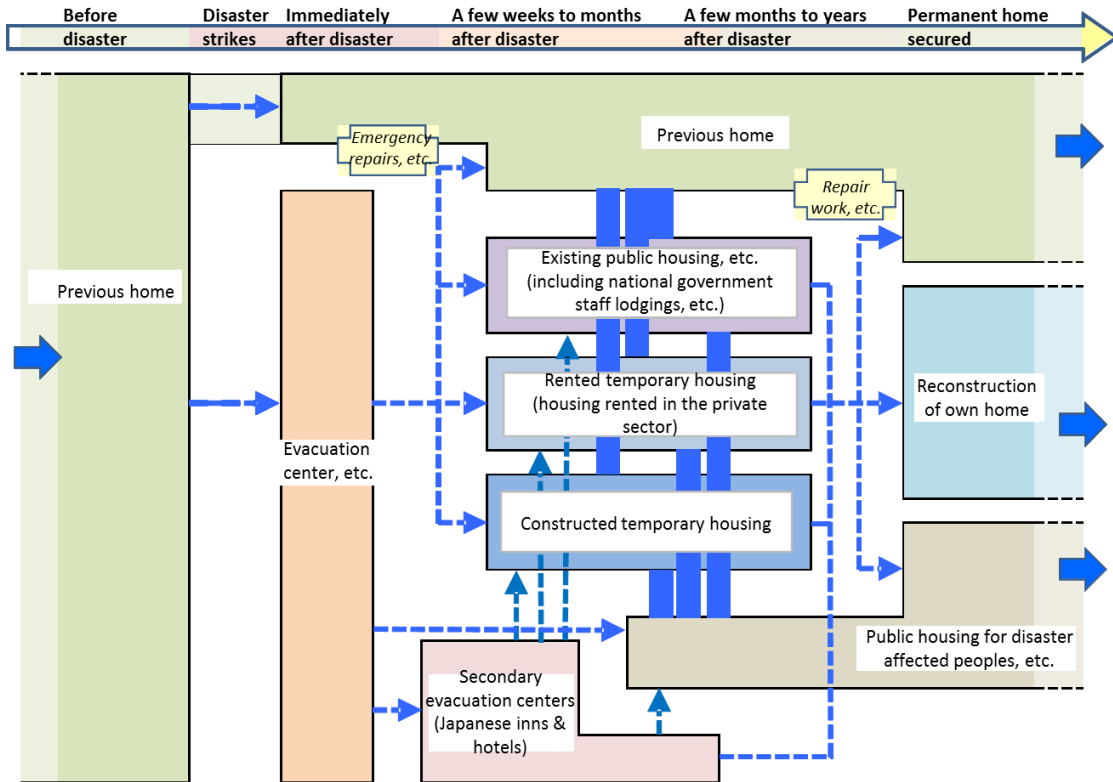 Before
disaster
Disaster
strikes
Immediately
after disaster
A few weeks to months
after disaster
A few months to years
after disaster
Permanent home
secured
Previous home
Emergency
repairs, etc.
Repair
work, etc.
Previous home
Existing public housing, etc.
(including national government
staff lodgings, etc.)
Rented temporary housing
(housing rented in the private
sector)
Reconstruction
of own home
Evacuation
center, etc.
Constructed temporary housing
Public housing for disaster
affected peoples, etc.
Secondary
evacuation centers
(Japanese inns &
hotels)